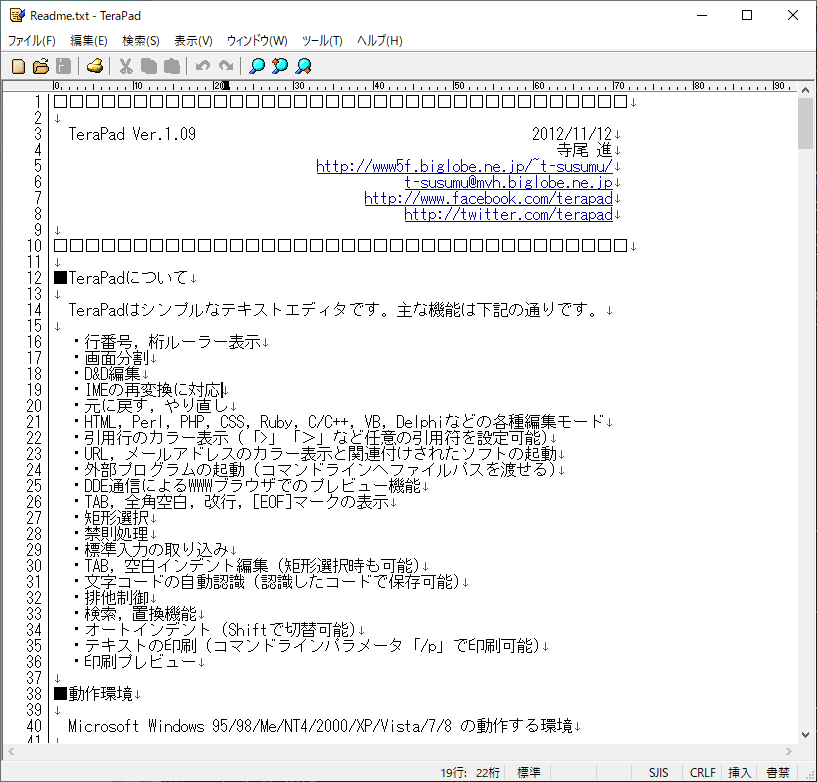 Readme.txt - TeraPad
ファイル(F) 編集(E) 検索(S) 表示(V) ウィンドウ(W) ツール(T) ヘルプ(H)
0 10 20 30 40 50 60 70 80 90
1 □□□□□□□□□□□□□□□□□□□□□□□□□□□□□□□□□□□□↓
2 ↓
3 TeraPad Ver.1.09 2012/11/12↓
4 寺尾 進↓
5 http://www5f.biglobe.ne.jp/~t-susumu/↓
6 t-susumu@mvh.biglobe.ne.jp↓
7 http://www.facebook.com/terapad↓
8 http://twitter.com/terapad↓
9 ↓
10 □□□□□□□□□□□□□□□□□□□□□□□□□□□□□□□□□□□□↓
11 ↓
12 ■TeraPadについて↓
13 ↓
14 TeraPadはシンプルなテキストエディタです。主な機能は下記の通りです。↓
15 ↓
16 ・行番号，桁ルーラー表示↓
17 ・画面分割↓
18 ・D&D編集↓
19 ・IMEの再変換に対応↓
20 ・元に戻す，やり直し↓
21 ・HTML, Perl, PHP, CSS, Ruby, C/C++, VB, Delphiなどの各種編集モード↓
22 ・引用行のカラー表示（「>」「＞」など任意の引用符を設定可能）↓
23 ・URL，メールアドレスのカラー表示と関連付けされたソフトの起動↓
24 ・外部プログラムの起動（コマンドラインへファイルパスを渡せる）↓
25 ・DDE通信によるWWWブラウザでのプレビュー機能↓
26 ・TAB，全角空白，改行，[EOF]マークの表示↓
27 ・矩形選択↓
28 ・禁則処理↓
29 ・標準入力の取り込み↓
30 ・TAB，空白インデント編集（矩形選択時も可能）↓
31 ・文字コードの自動認識（認識したコードで保存可能）↓
32 ・排他制御↓
33 ・検索，置換機能↓
34 ・オートインデント（Shiftで切替可能）↓
35 ・テキストの印刷（コマンドラインパラメータ「/p」で印刷可能）↓
36 ・印刷プレビュー↓
37 ↓
38 ■動作環境↓
39 ↓
40 Microsoft Windows 95/98/Me/NT4/2000/XP/Vista/7/8 の動作する環境↓
41 ↓
19行: 22桁 標準 SJIS CRLF 挿入 書禁